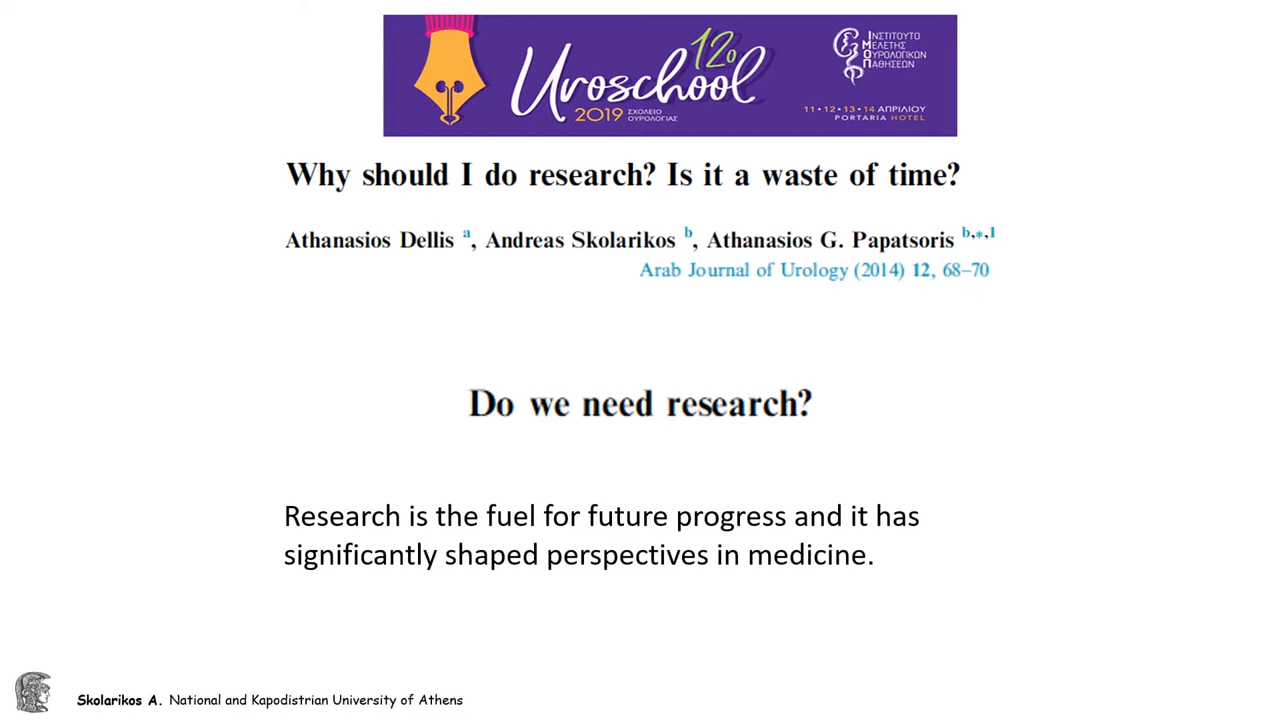 Uroschool 12ο
2019 ΣΧΟΛΕΙΟ ΟΥΡΟΛΟΓΙΑΣ
ΙΝΣΤΙΤΟΥΤΟ
ΜΕΛΕΤΗΣ
ΟΥΡΟΛΟΓΙΚΩΝ
ΠΑΘΗΣΕΩΝ
11•12•13•14 ΑΠΡΙΛΙΟΥ
PORTARIA HOTEL
Why should I do research? Is it a waste of time?
Athanasios Dellis a, Andreas Skolarikos b, Athanasios G. Papatsoris b,*,1
Arab Journal of Urology (2014) 12, 68–70
Do we need research?
Research is the fuel for future progress and it has
significantly shaped perspectives in medicine.
Skolarikos A. National and Kapodistrian University of Athens